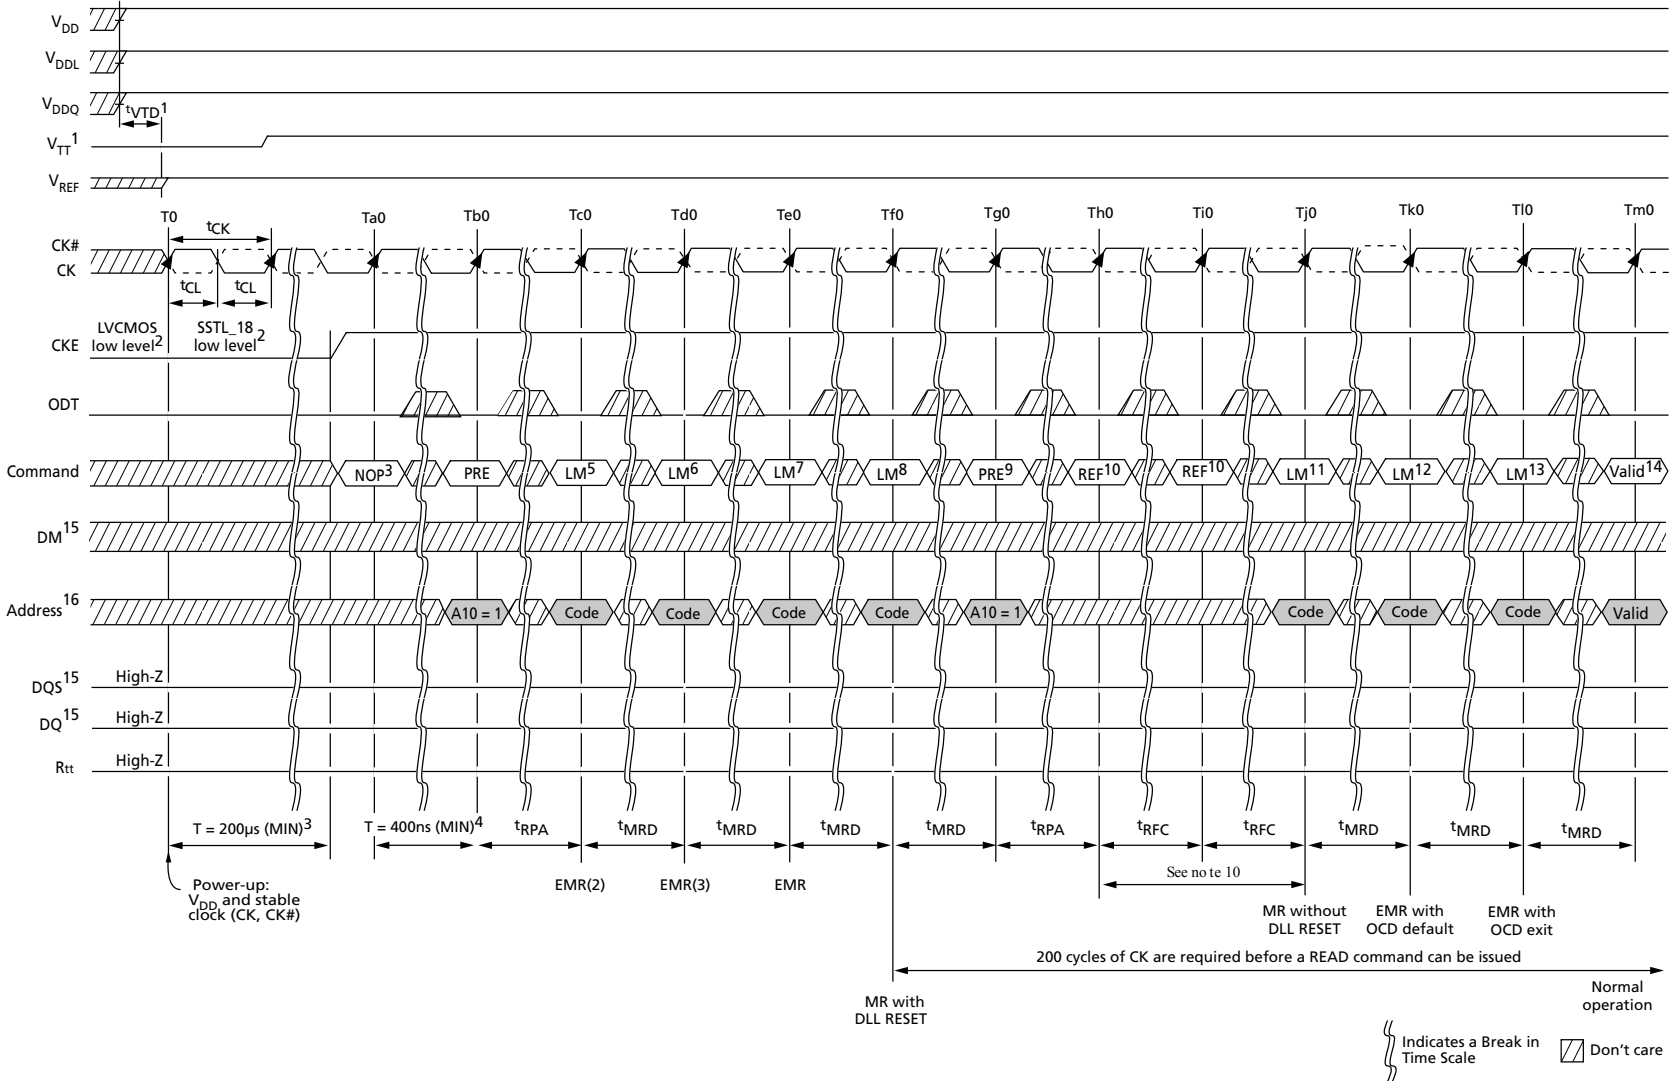 VDD
VDDL
VDDQ
tVTD1
VTT1
VREF
T0 Ta0 Tb0 Tc0 Td0 Te0 Tf0 Tg0 Th0 Ti0 Tj0 Tk0 Tl0 Tm0
tCK
CK#
CK
tCL tCL
LVCMOS
low level2
SSTL_18
low level2
CKE
ODT
Command NOP3 PRE LM5 LM6 LM7 LM8 PRE9 REF10 REF10 LM11 LM12 LM13 Valid14
DM15
Address16 A10 = 1 Code Code Code Code A10 = 1 Code Code Code Valid
DQS15 High-Z
DQ15 High-Z
Rtt High-Z
T = 200µs (MIN)3 T = 400ns (MIN)4 tRPA tMRD tMRD tMRD tMRD tRPA tRFC tRFC tMRD tMRD tMRD
See note 10
Power-up:
VDD and stable
clock (CK, CK#)
EMR(2) EMR(3) EMR
MR without
DLL RESET
EMR with
OCD default
EMR with
OCD exit
200 cycles of CK are required before a READ command can be issued
MR with
DLL RESET
Normal
operation
Indicates a Break in
Time Scale
Don't care